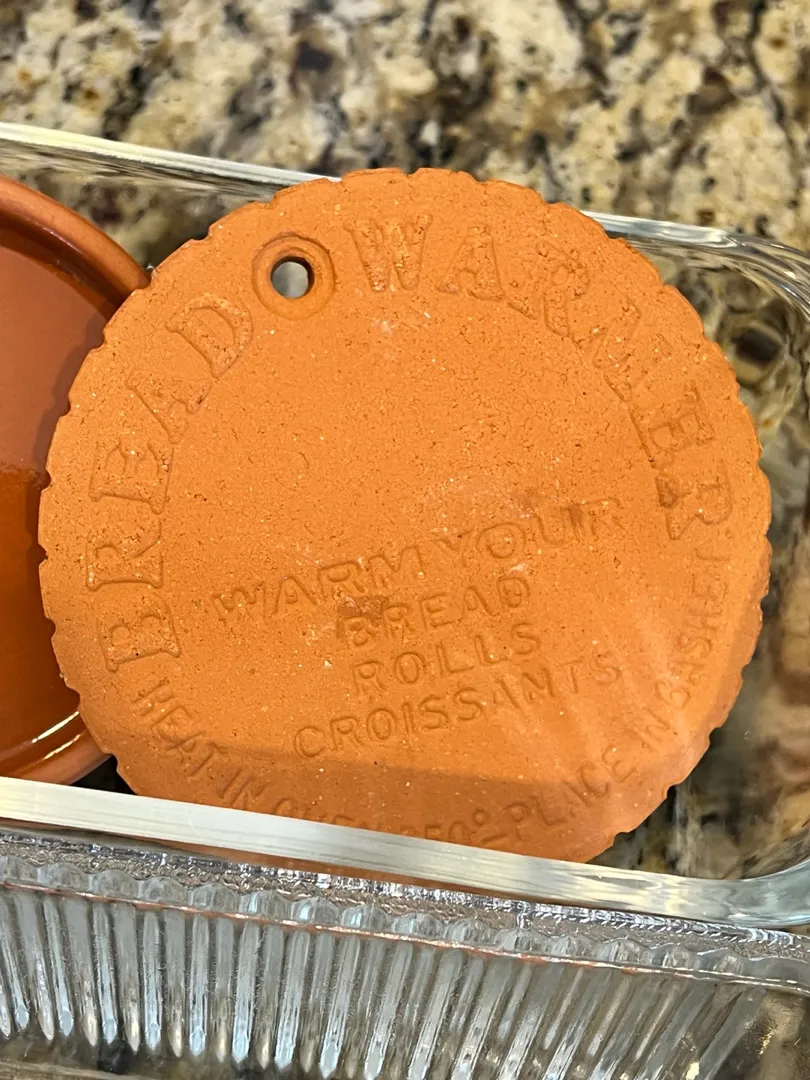 BREAD WARMER
WARM YOUR
BREAD
ROLLS
CROISSANTS
HEAT IN OVEN 350° PLACE IN BASKET